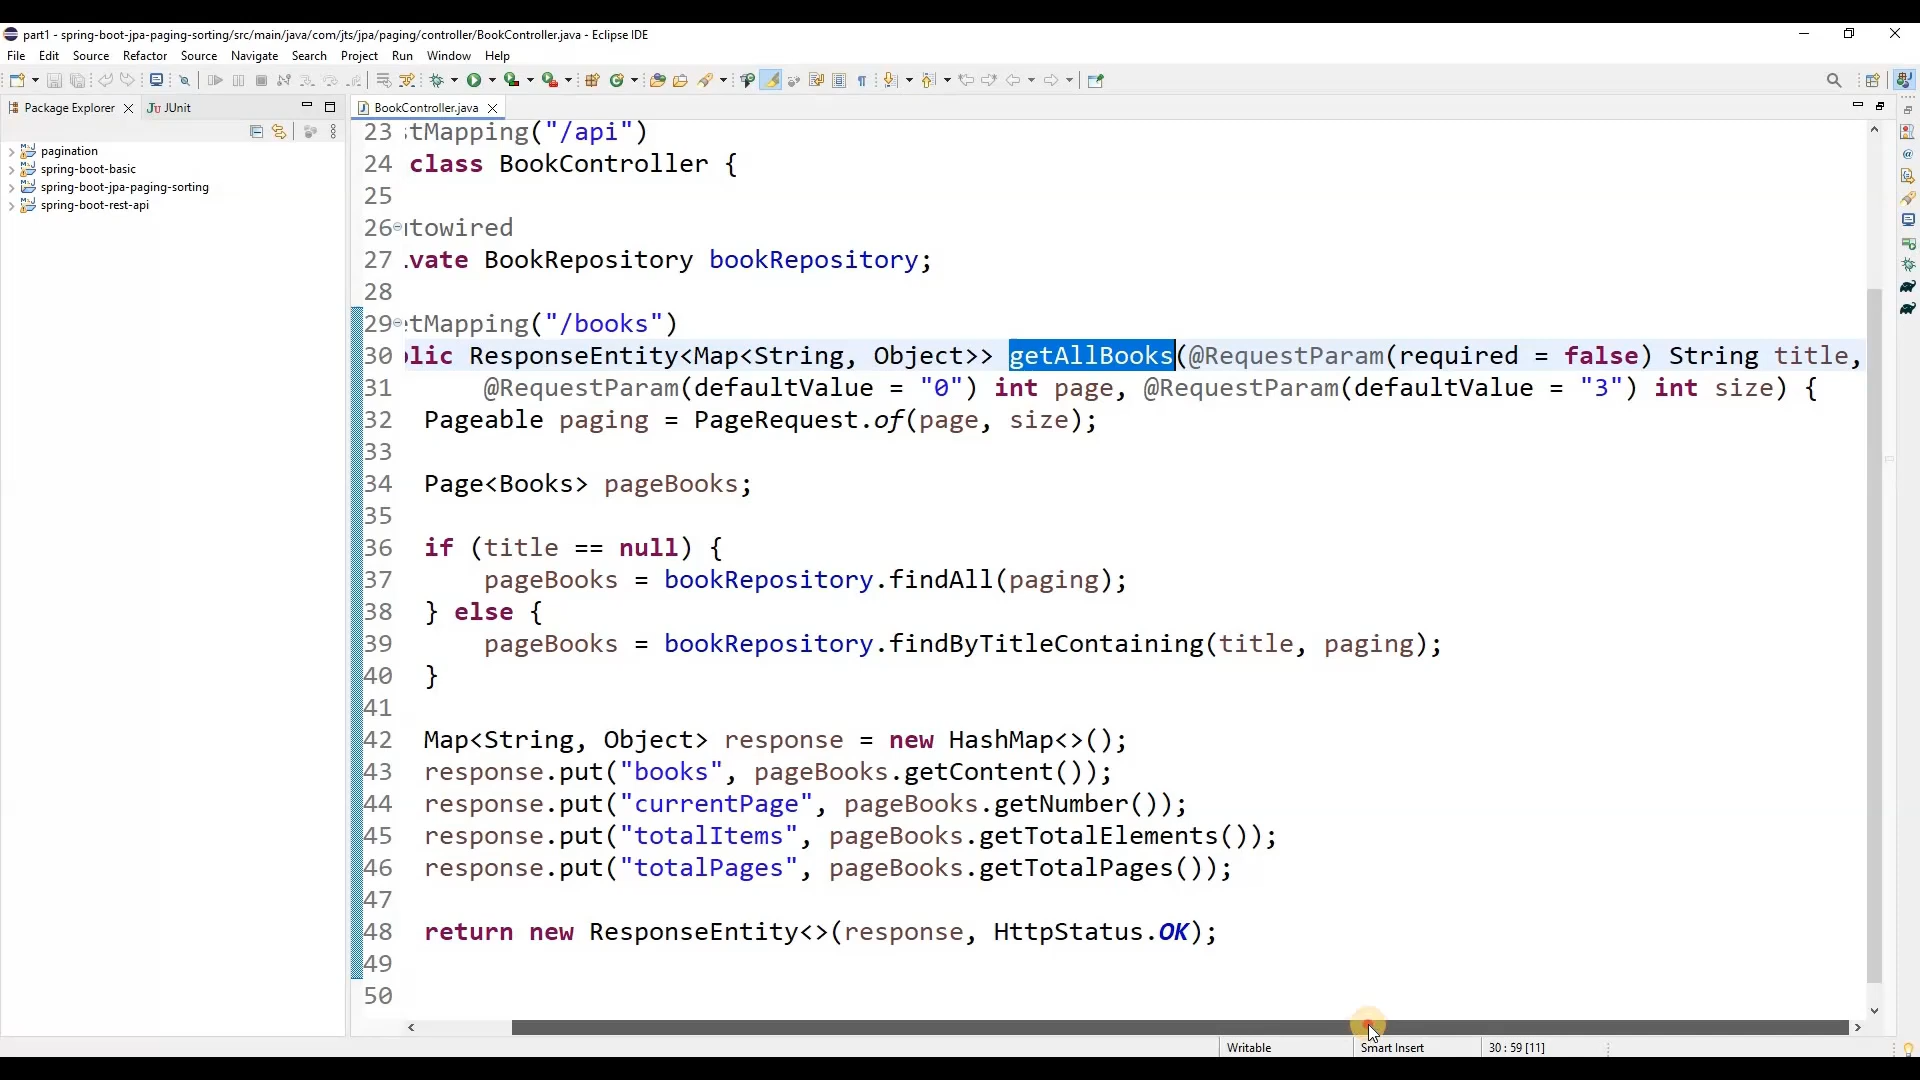 part1 - spring-boot-jpa-paging-sorting/src/main/java/com/jts/jpa/paging/controller/BookController.java - Eclipse IDE
File Edit Source Refactor Source Navigate Search Project Run Window Help
Package Explorer JUnit
pagination
spring-boot-basic
spring-boot-jpa-paging-sorting
spring-boot-rest-api
BookController.java
23 stMapping("/api")
24 class BookController {
25
26 utowired
27 .vate BookRepository bookRepository;
28
29 etMapping("/books")
30 blic ResponseEntity<Map<String, Object>> getAllBooks(@RequestParam(required = false) String title,
31 @RequestParam(defaultValue = "0") int page, @RequestParam(defaultValue = "3") int size) {
32 Pageable paging = PageRequest.of(page, size);
33
34 Page<Books> pageBooks;
35
36 if (title == null) {
37 pageBooks = bookRepository.findAll(paging);
38 } else {
39 pageBooks = bookRepository.findByTitleContaining(title, paging);
40 }
41
42 Map<String, Object> response = new HashMap<>();
43 response.put("books", pageBooks.getContent());
44 response.put("currentPage", pageBooks.getNumber());
45 response.put("totalItems", pageBooks.getTotalElements());
46 response.put("totalPages", pageBooks.getTotalPages());
47
48 return new ResponseEntity<>(response, HttpStatus.OK);
49
50
Writable Smart Insert 30 : 59 [11]